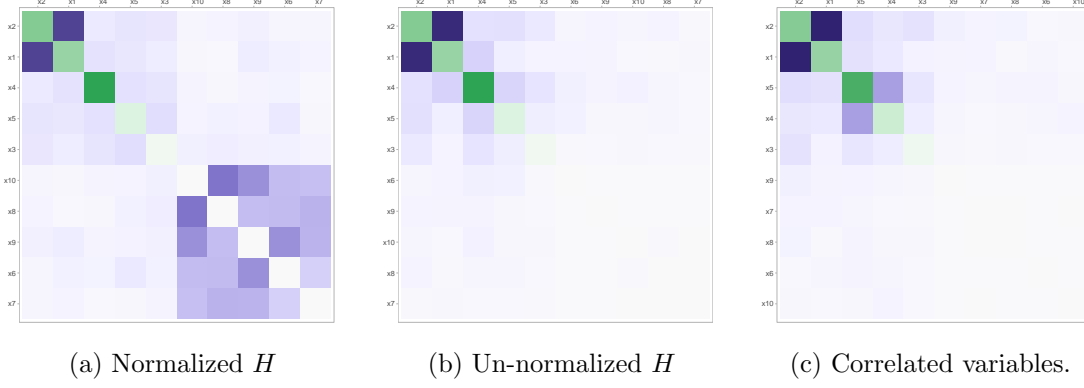 x2 x1 x4 x5 x3 x10 x8 x9 x6 x7
x2
x1
x4
x5
x3
x10
x8
x9
x6
x7
(a) Normalized H
x2 x1 x4 x5 x3 x6 x9 x10 x8 x7
x2
x1
x4
x5
x3
x6
x9
x10
x8
x7
(b) Un-normalized H
x2 x1 x5 x4 x3 x9 x7 x8 x6 x10
x2
x1
x5
x4
x3
x9
x7
x8
x6
x10
(c) Correlated variables.